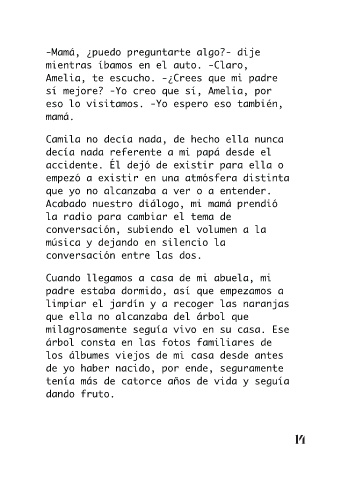 -Mamá, ¿puedo preguntarte algo?- dije
mientras íbamos en el auto. -Claro,
Amelia, te escucho. -¿Crees que mi padre
si mejore? -Yo creo que sí, Amelia, por
eso lo visitamos. -Yo espero eso también,
mamá.
Camila no decía nada, de hecho ella nunca
decía nada referente a mi papá desde el
accidente. Él dejó de existir para ella o
empezó a existir en una atmósfera distinta
que yo no alcanzaba a ver o a entender.
Acabado nuestro diálogo, mi mamá prendió
la radio para cambiar el tema de
conversación, subiendo el volumen a la
música y dejando en silencio la
conversación entre las dos.
Cuando llegamos a casa de mi abuela, mi
padre estaba dormido, así que empezamos a
limpiar el jardín y a recoger las naranjas
que ella no alcanzaba del árbol que
milagrosamente seguía vivo en su casa. Ese
árbol consta en las fotos familiares de
los álbumes viejos de mi casa desde antes
de yo haber nacido, por ende, seguramente
tenía más de catorce años de vida y seguía
dando fruto.
14